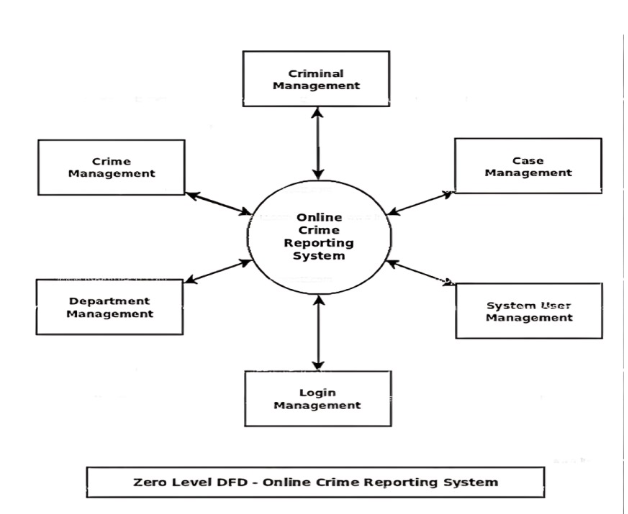 Criminal
Management
Crime
Management
Case
Management
Online
Crime
Reporting
System
Department
Management
System User
Management
Login
Management
Zero Level DFD - Online Crime Reporting System